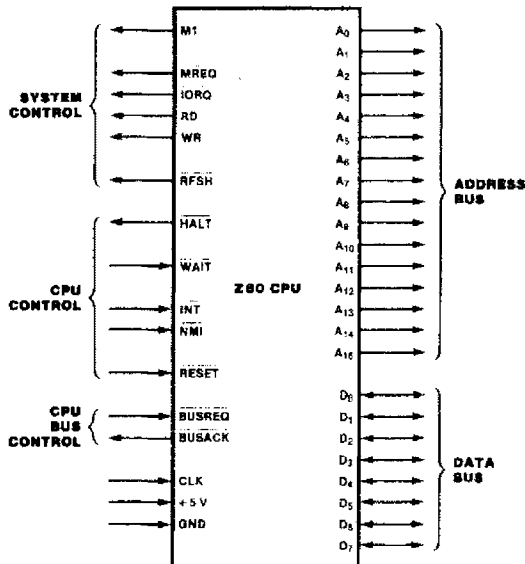 SYSTEM
CONTROL
M1
MREQ
IORQ
RD
WR
RFSH
CPU
CONTROL
HALT
WAIT
INT
NMI
RESET
CPU
BUS
CONTROL
BUSREQ
BUSACK
CLK
+5 V
GND
Z80 CPU
A0
A1
A2
A3
A4
A5
A6
A7
A8
A9
A10
A11
A12
A13
A14
A15
ADDRESS
BUS
D0
D1
D2
D3
D4
D5
D6
D7
DATA
BUS